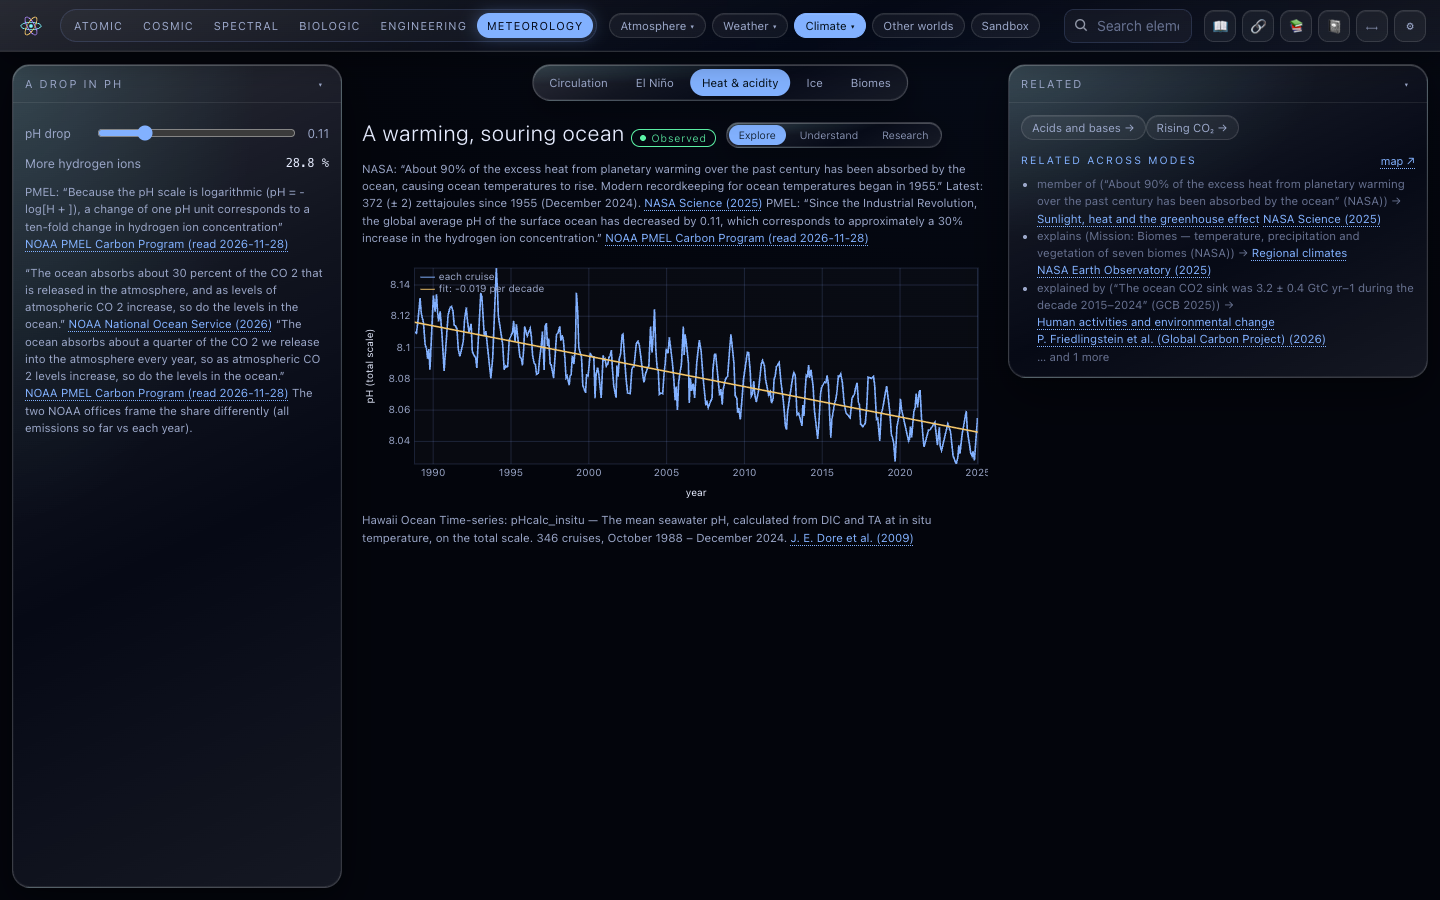 ATOMIC COSMIC SPECTRAL BIOLOGIC ENGINEERING METEOROLOGY Atmosphere ▾ Weather ▾ Climate ▾ Other worlds Sandbox Search eleme
A DROP IN PH ▾
pH drop 0.11
More hydrogen ions 28.8 %
PMEL: “Because the pH scale is logarithmic (pH = -
log[H + ]), a change of one pH unit corresponds to a
ten-fold change in hydrogen ion concentration”
NOAA PMEL Carbon Program (read 2026-11-28)
“The ocean absorbs about 30 percent of the CO 2 that
is released in the atmosphere, and as levels of
atmospheric CO 2 increase, so do the levels in the
ocean.” NOAA National Ocean Service (2026) “The
ocean absorbs about a quarter of the CO 2 we release
into the atmosphere every year, so as atmospheric CO
2 levels increase, so do the levels in the ocean.”
NOAA PMEL Carbon Program (read 2026-11-28) The
two NOAA offices frame the share differently (all
emissions so far vs each year).
Circulation El Niño Heat & acidity Ice Biomes
A warming, souring ocean Observed Explore Understand Research
NASA: “About 90% of the excess heat from planetary warming over the past century has been absorbed by the
ocean, causing ocean temperatures to rise. Modern recordkeeping for ocean temperatures began in 1955.” Latest:
372 (± 2) zettajoules since 1955 (December 2024). NASA Science (2025) PMEL: “Since the Industrial Revolution,
the global average pH of the surface ocean has decreased by 0.11, which corresponds to approximately a 30%
increase in the hydrogen ion concentration.” NOAA PMEL Carbon Program (read 2026-11-28)
each cruise
fit: -0.019 per decade
8.14
8.12
8.1
8.08
8.06
8.04
pH (total scale)
1990 1995 2000 2005 2010 2015 2020 2025
year
Hawaii Ocean Time-series: pHcalc_insitu — The mean seawater pH, calculated from DIC and TA at in situ
temperature, on the total scale. 346 cruises, October 1988 – December 2024. J. E. Dore et al. (2009)
RELATED ▾
Acids and bases → Rising CO₂ →
RELATED ACROSS MODES map ↗
• member of (“About 90% of the excess heat from planetary warming
over the past century has been absorbed by the ocean” (NASA)) →
Sunlight, heat and the greenhouse effect NASA Science (2025)
• explains (Mission: Biomes — temperature, precipitation and
vegetation of seven biomes (NASA)) → Regional climates
NASA Earth Observatory (2025)
• explained by (“The ocean CO2 sink was 3.2 ± 0.4 GtC yr−1 during the
decade 2015–2024” (GCB 2025)) →
Human activities and environmental change
P. Friedlingstein et al. (Global Carbon Project) (2026)
... and 1 more